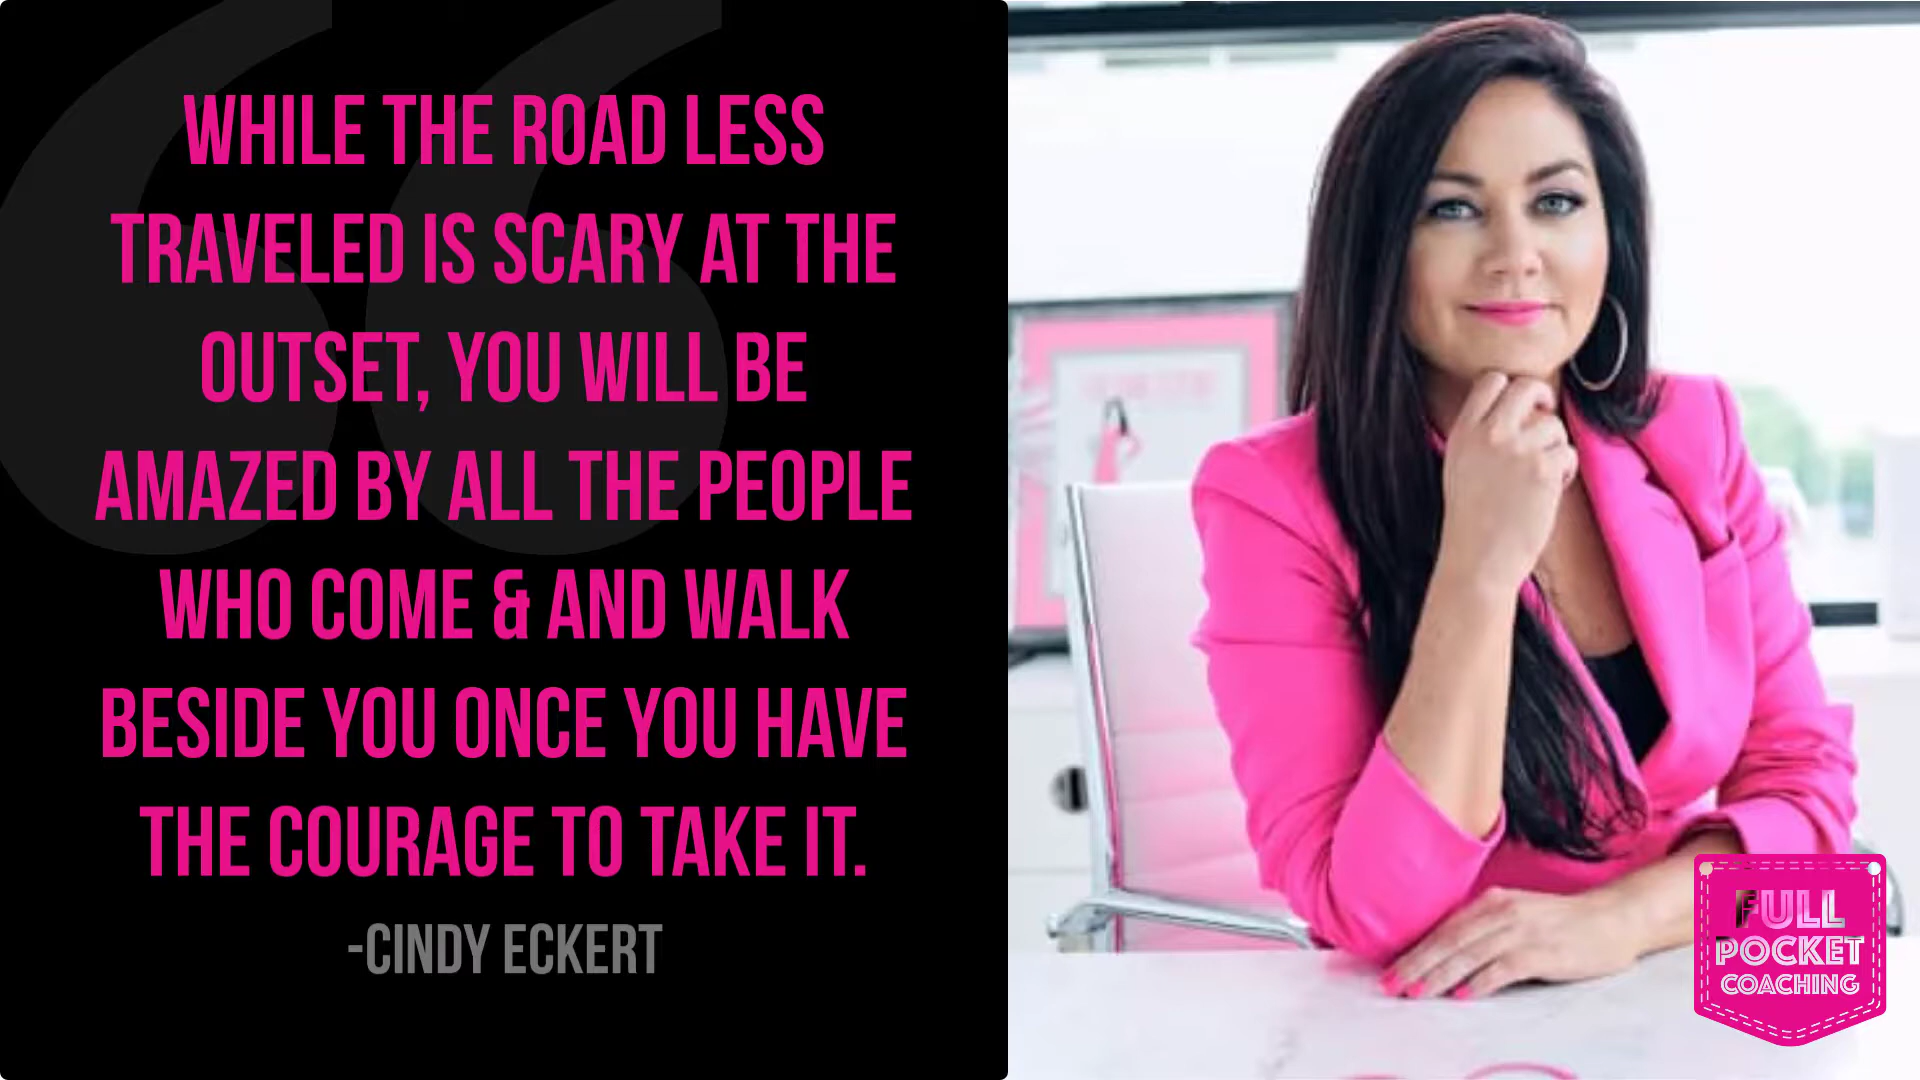 WHILE THE ROAD LESS
TRAVELED IS SCARY AT THE
OUTSET, YOU WILL BE
AMAZED BY ALL THE PEOPLE
WHO COME & AND WALK
BESIDE YOU ONCE YOU HAVE
THE COURAGE TO TAKE IT.
-CINDY ECKERT
FULL
POCKET
COACHING